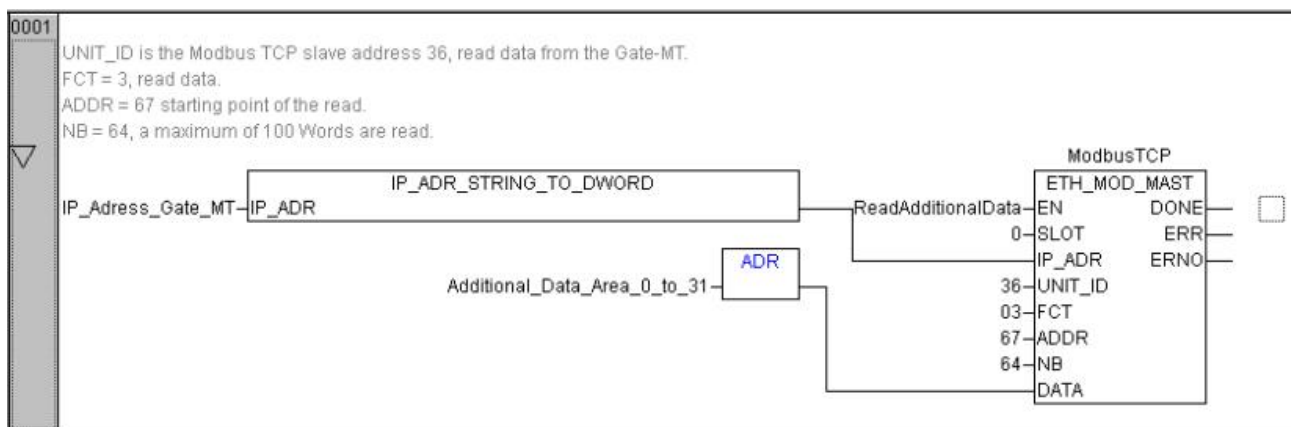 0001
UNIT_ID is the Modbus TCP slave address 36, read data from the Gate-MT.
FCT = 3, read data.
ADDR = 67 starting point of the read.
NB = 64, a maximum of 100 Words are read.
ModbusTCP
IP_ADR_STRING_TO_DWORD
ETH_MOD_MAST
IP_Adress_Gate_MT IP_ADR
ReadAdditionalData EN DONE
0 SLOT ERR
IP_ADR ERNO
ADR
Additional_Data_Area_0_to_31
36 UNIT_ID
03 FCT
67 ADDR
64 NB
DATA